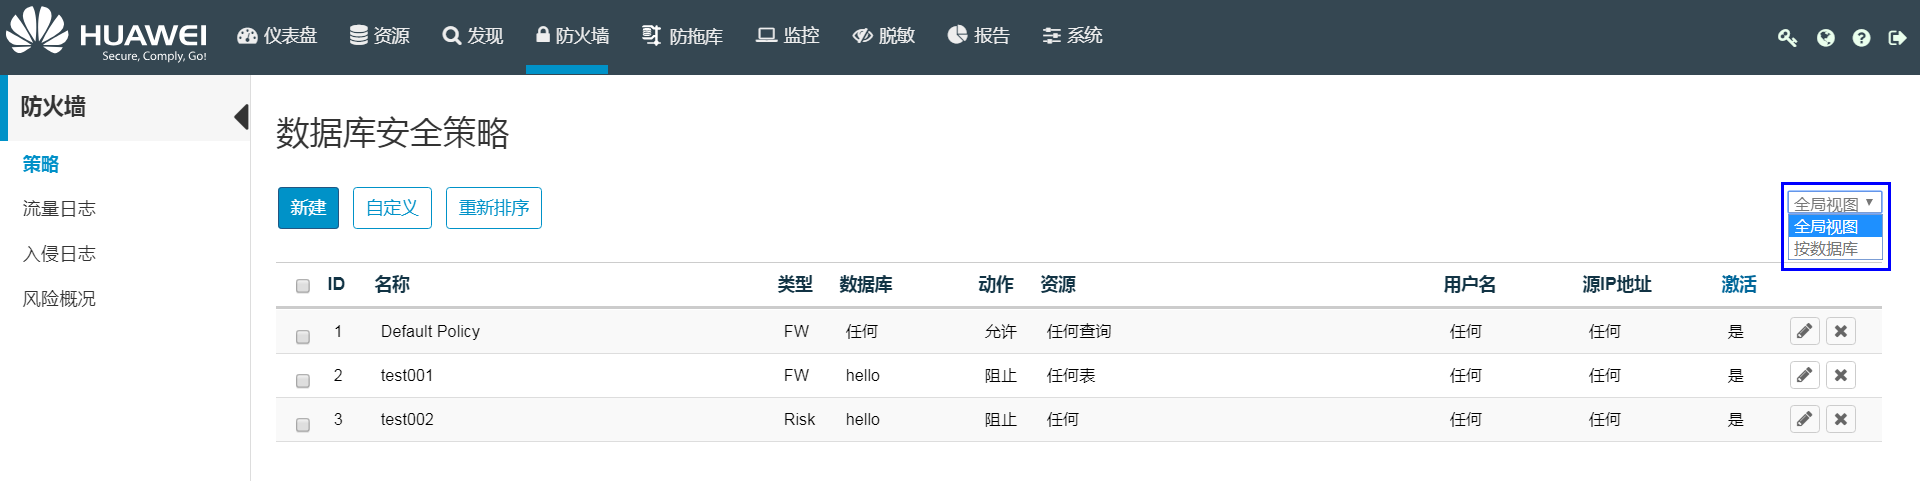 HUAWEI
Secure, Comply, Go!
仪表盘 资源 发现 防火墙 防拖库 监控 脱敏 报告 系统
防火墙
策略
流量日志
入侵日志
风险概况
数据库安全策略
新建 自定义 重新排序
全局视图
全局视图
按数据库
ID 名称 类型 数据库 动作 资源 用户名 源IP地址 激活
1 Default Policy FW 任何 允许 任何查询 任何 任何 是
2 test001 FW hello 阻止 任何表 任何 任何 是
3 test002 Risk hello 阻止 任何 任何 任何 是